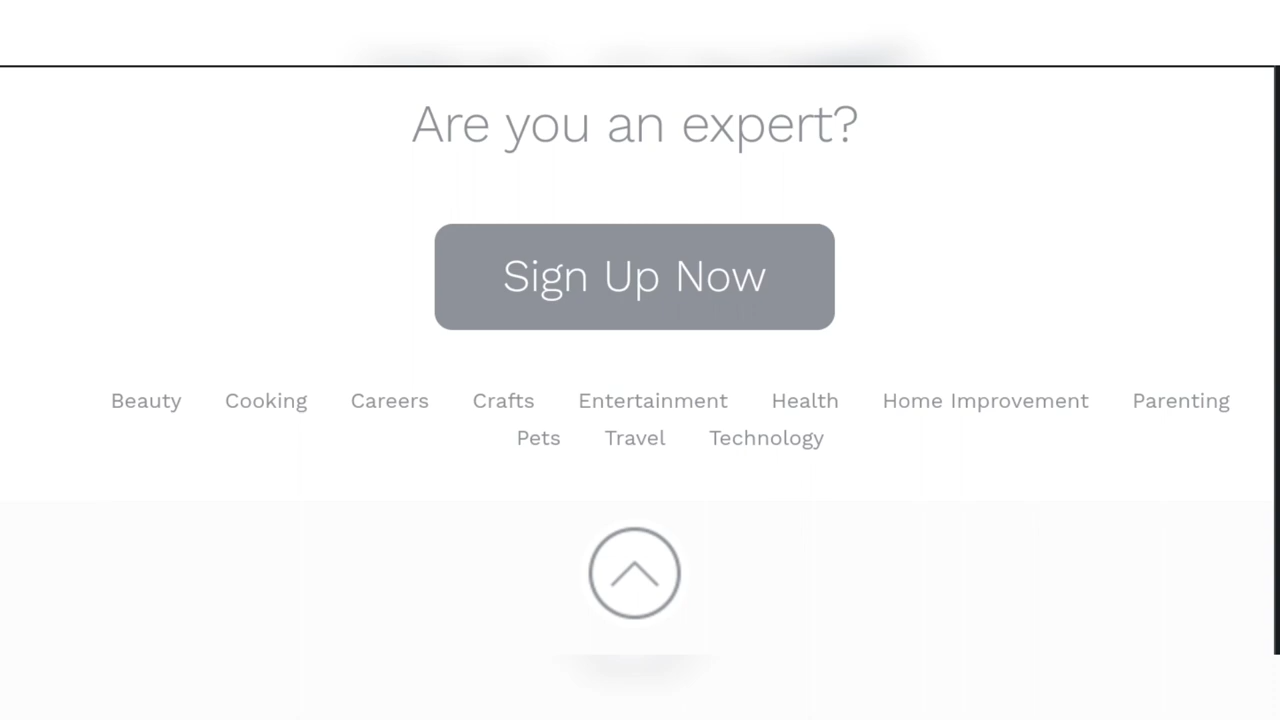 Are you an expert?
Sign Up Now
Beauty Cooking Careers Crafts Entertainment Health Home Improvement Parenting
Pets Travel Technology